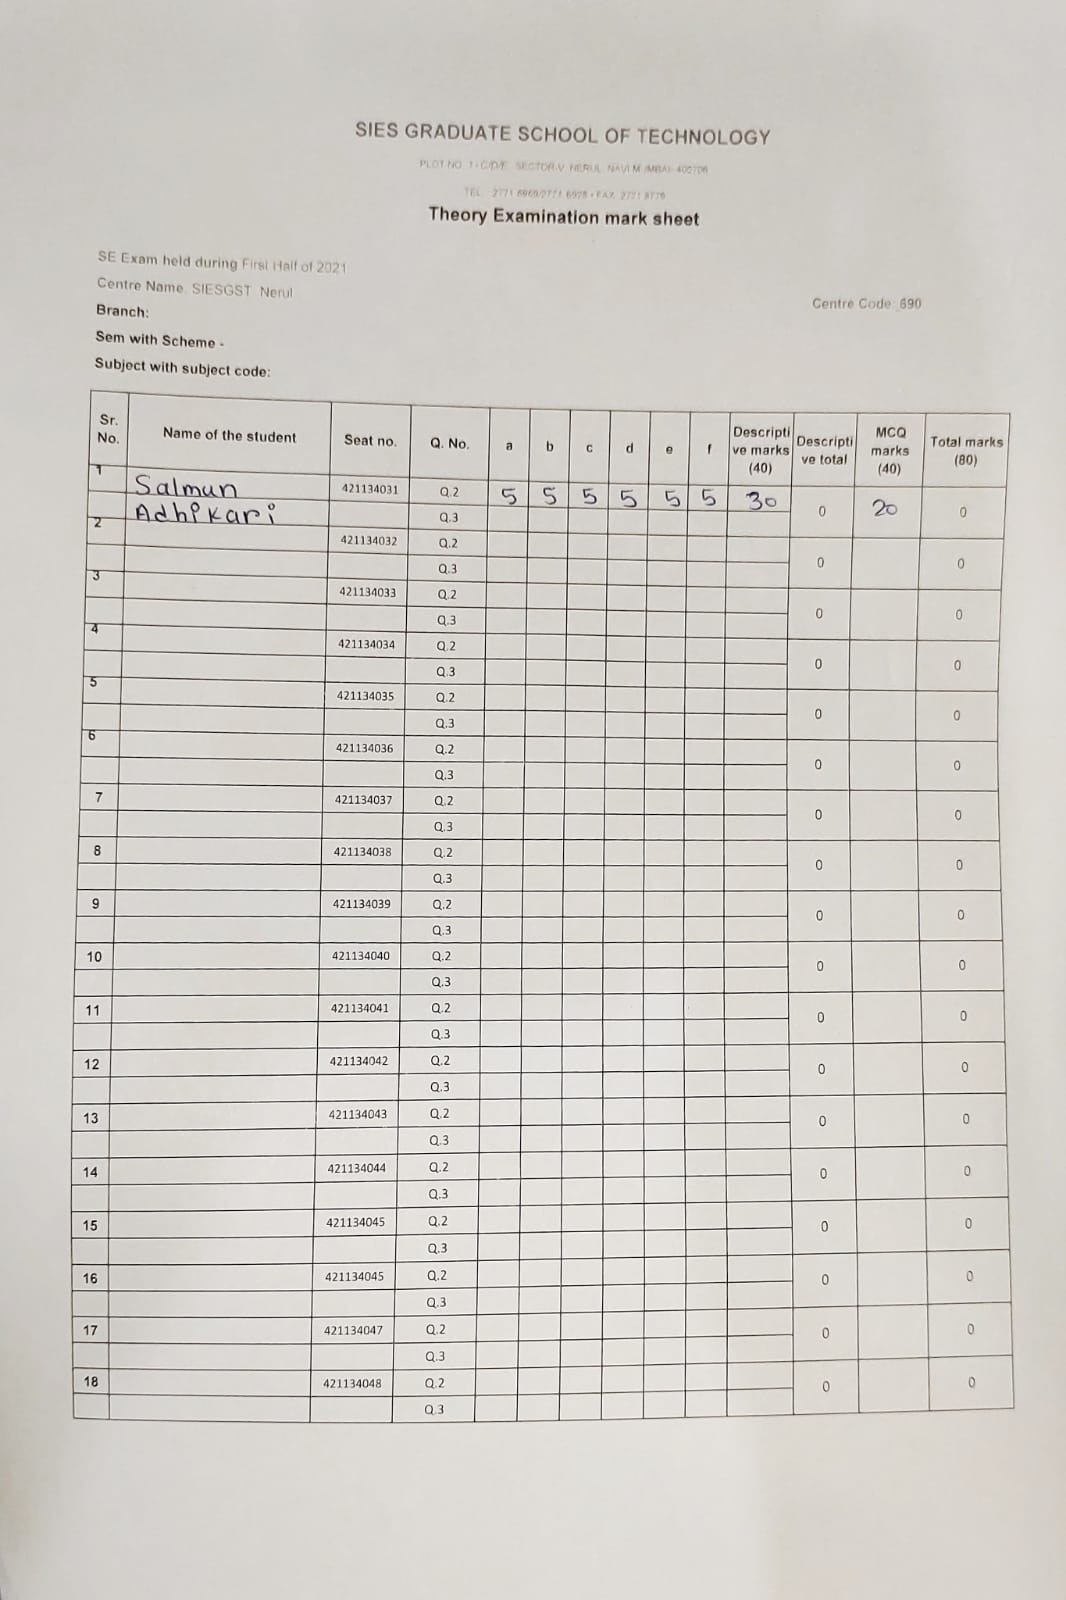 SIES GRADUATE SCHOOL OF TECHNOLOGY
PLOT NO. 1-C/D/E SECTOR-V NERUL NAVI 400706
TEL 2771 FAX 2771
Theory Examination mark sheet
SE Exam held during First Half of 2021
Centre Name SIESGST Nerul
Centre Code: 690
Branch:
Sem with Scheme -
Subject with subject code:
Sr. No. Name of the student Seat no. Q. No. a b c d e f Descripti ve marks (40) Descripti ve total MCQ marks (40) Total marks (80)
1 Salmun 421134031 Q.2 5 5 5 5 5 5 30 0 20 0
Adhikari Q.3
2 421134032 Q.2 0 0
Q.3
3 421134033 Q.2 0 0
Q.3
4 421134034 Q.2 0 0
Q.3
5 421134035 Q.2 0 0
Q.3
6 421134036 Q.2 0 0
Q.3
7 421134037 Q.2 0 0
Q.3
8 421134038 Q.2 0 0
Q.3
9 421134039 Q.2 0 0
Q.3
10 421134040 Q.2 0 0
Q.3
11 421134041 Q.2 0 0
Q.3
12 421134042 Q.2 0 0
Q.3
13 421134043 Q.2 0 0
Q.3
14 421134044 Q.2 0 0
Q.3
15 421134045 Q.2 0 0
Q.3
16 421134045 Q.2 0 0
Q.3
17 421134047 Q.2 0 0
Q.3
18 421134048 Q.2 0 0
Q.3